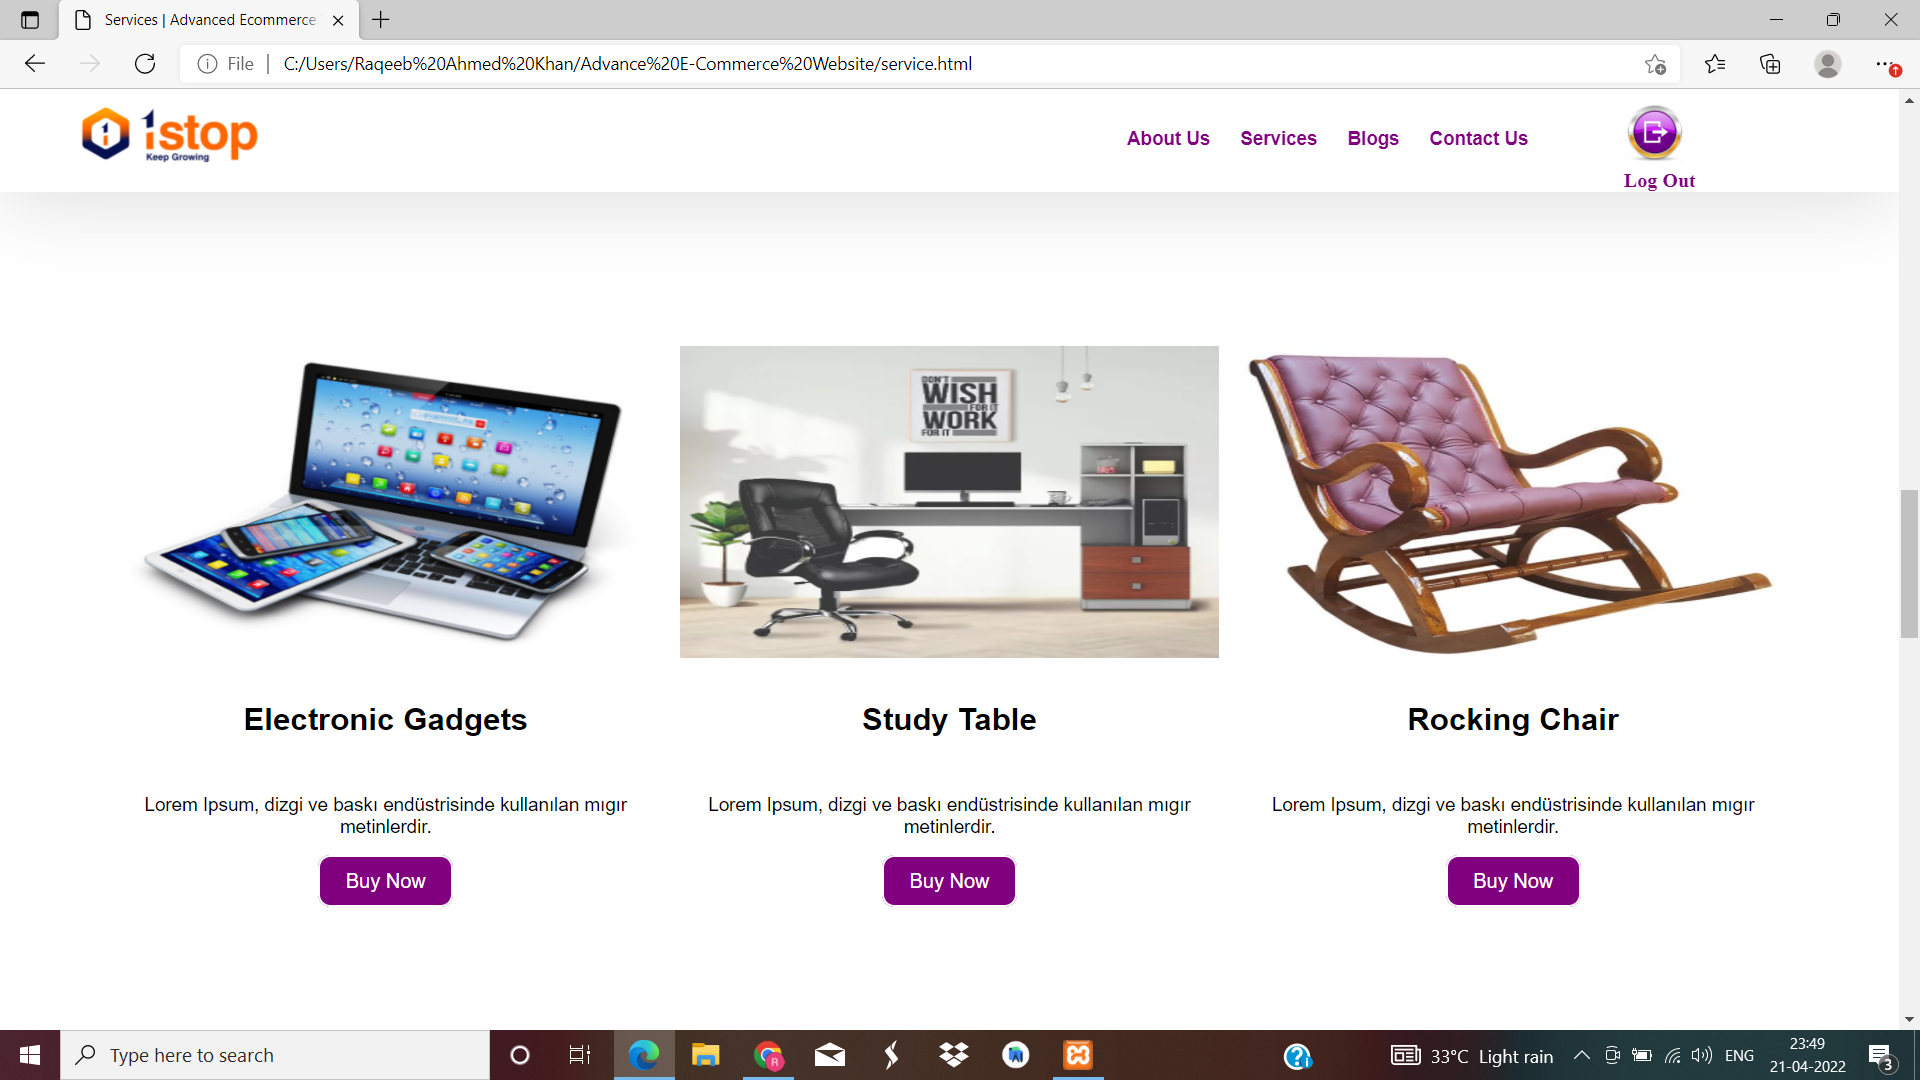 Services | Advanced Ecommerce
File
C:/Users/Raqeeb%20Ahmed%20Khan/Advance%20E-Commerce%20Website/service.html
1stop
Keep Growing
About Us
Services
Blogs
Contact Us
Log Out
DON'T
WISH
FOR IT
WORK
FOR IT
Electronic Gadgets
Study Table
Rocking Chair
Lorem Ipsum, dizgi ve baskı endüstrisinde kullanılan mıgır
metinlerdir.
Lorem Ipsum, dizgi ve baskı endüstrisinde kullanılan mıgır
metinlerdir.
Lorem Ipsum, dizgi ve baskı endüstrisinde kullanılan mıgır
metinlerdir.
Buy Now
Buy Now
Buy Now
Type here to search
R
33°C Light rain
ENG
23:49
21-04-2022
3